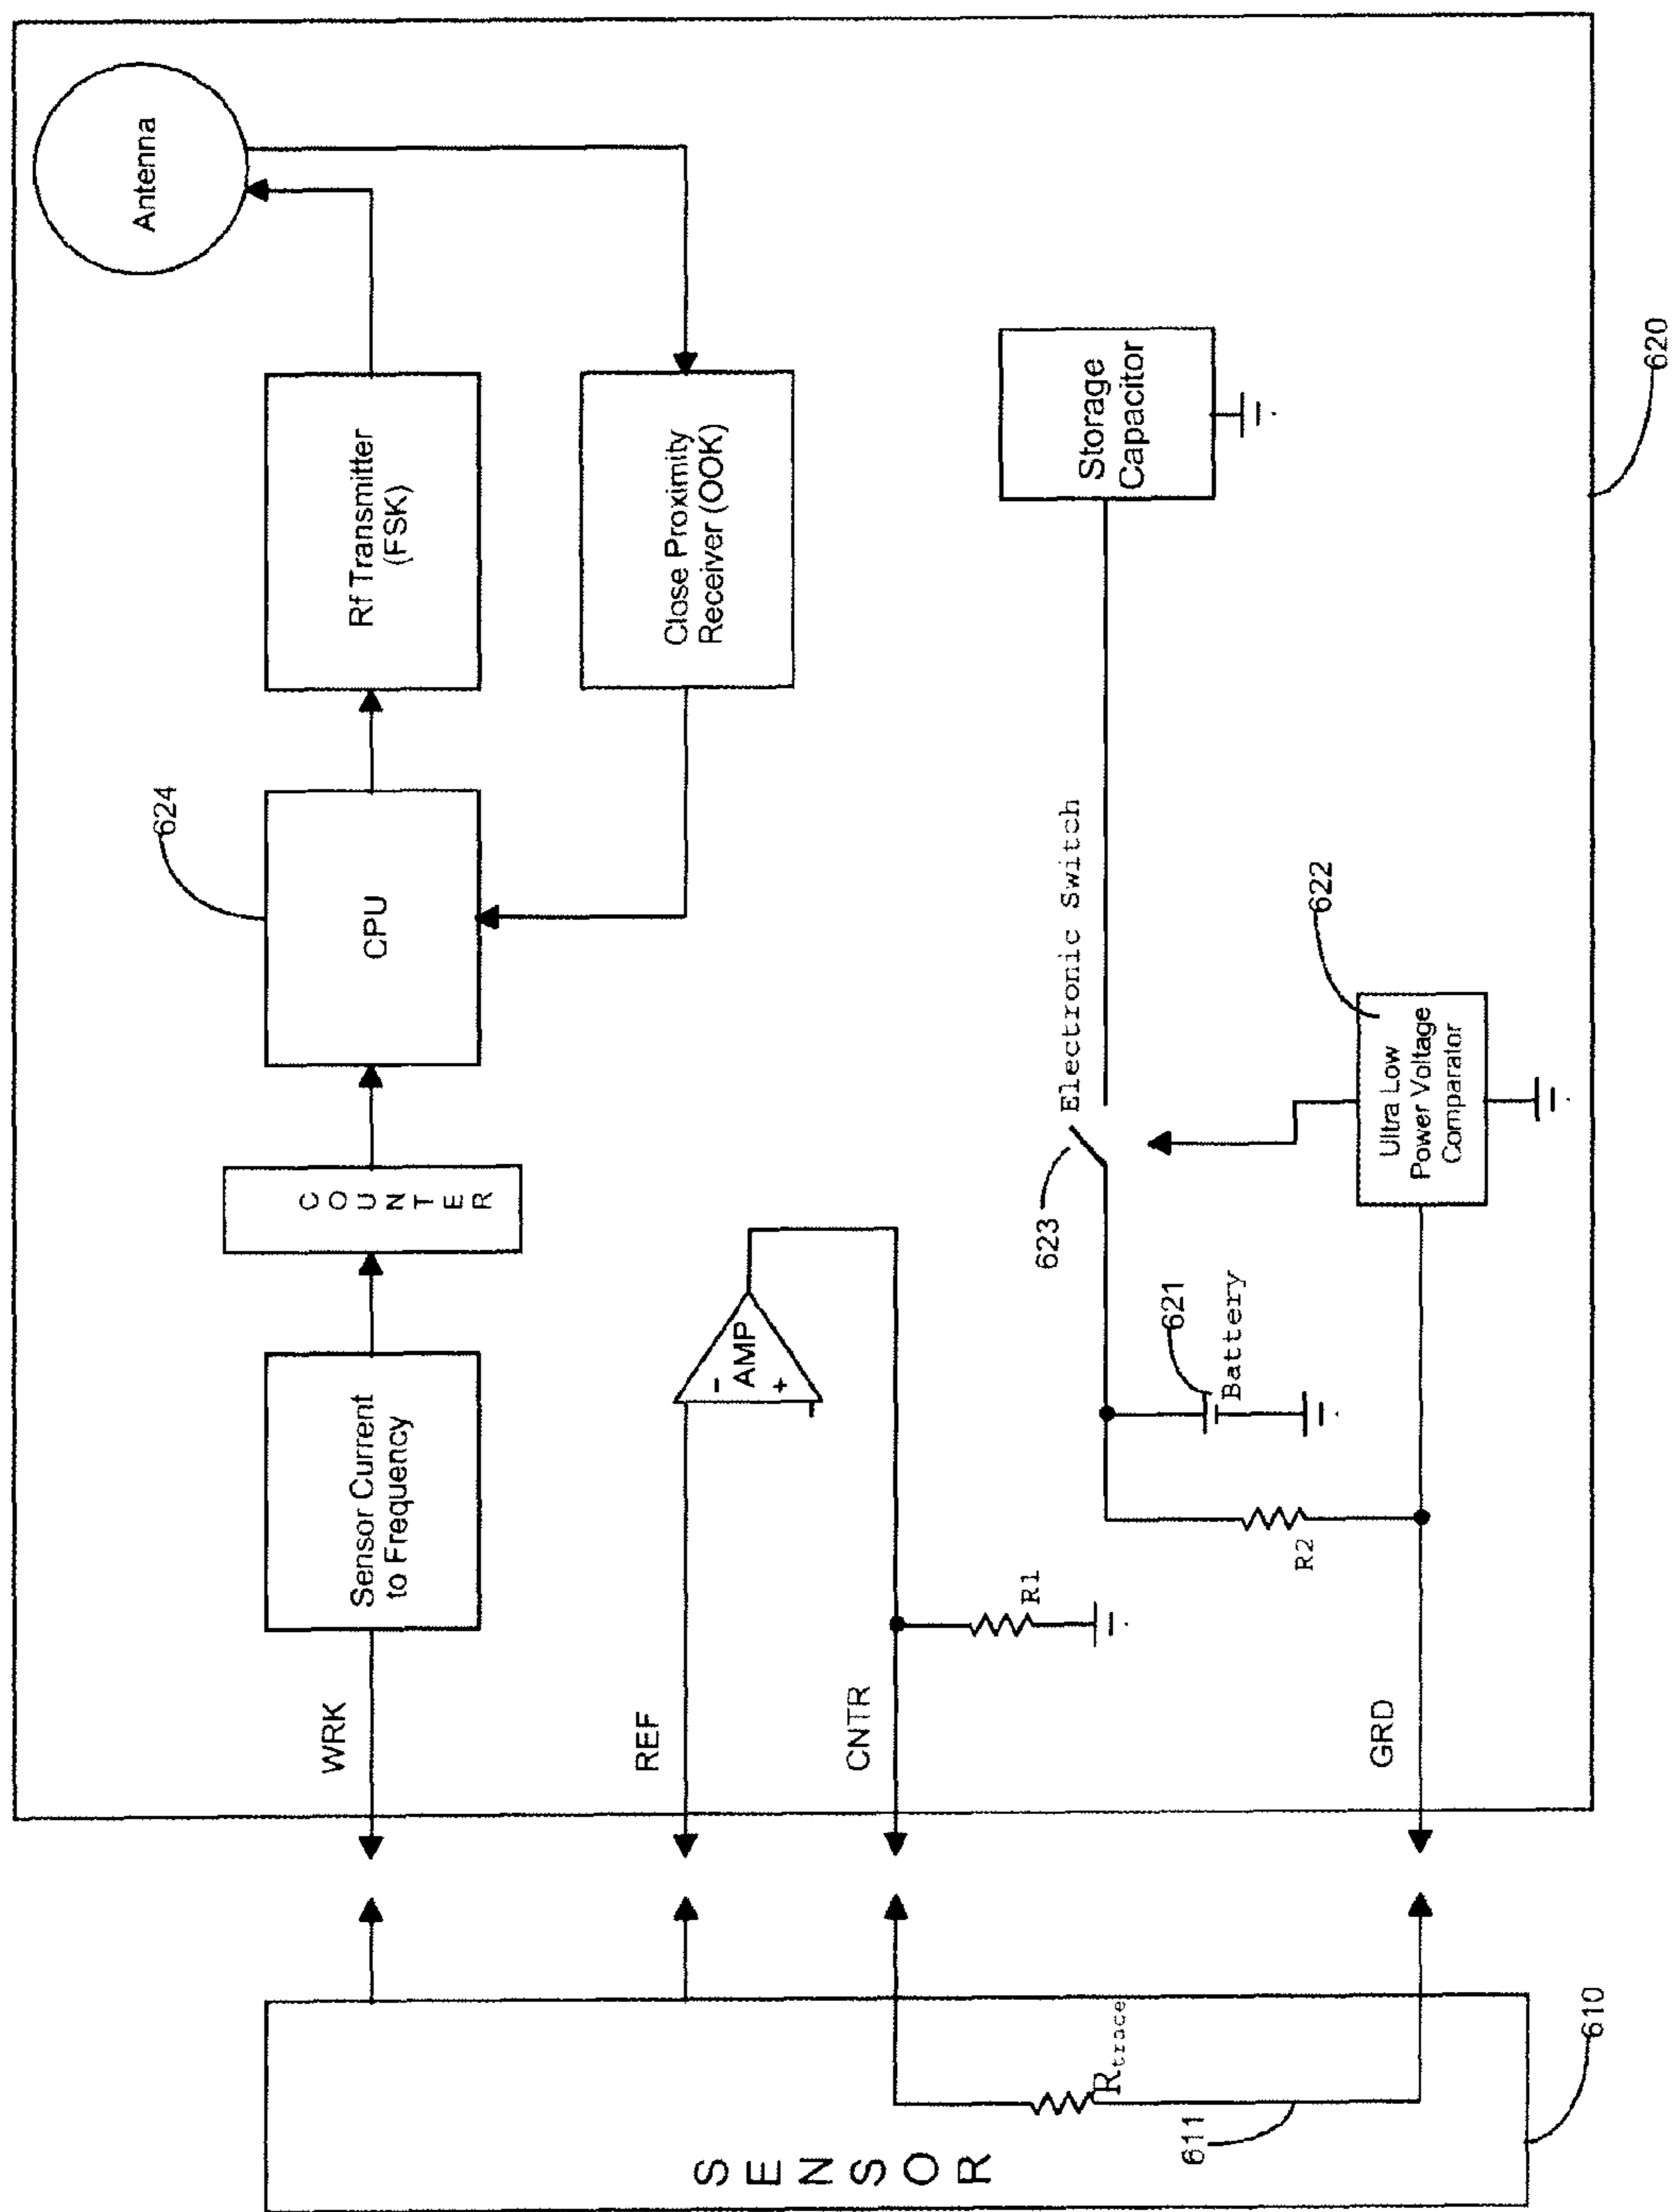 Antenna
Rf Transmitter
(FSK)
Close Proximity
Receiver (OOK)
624
CPU
COUNTER
Sensor Current
to Frequency
WRK
REF
CNTR
GRD
-
AMP
+
R1
R2
Storage
Capacitor
Electronic Switch
623
621
Battery
622
Ultra Low
Power Voltage
Comparator
620
SENSOR
Rtrace
611
610